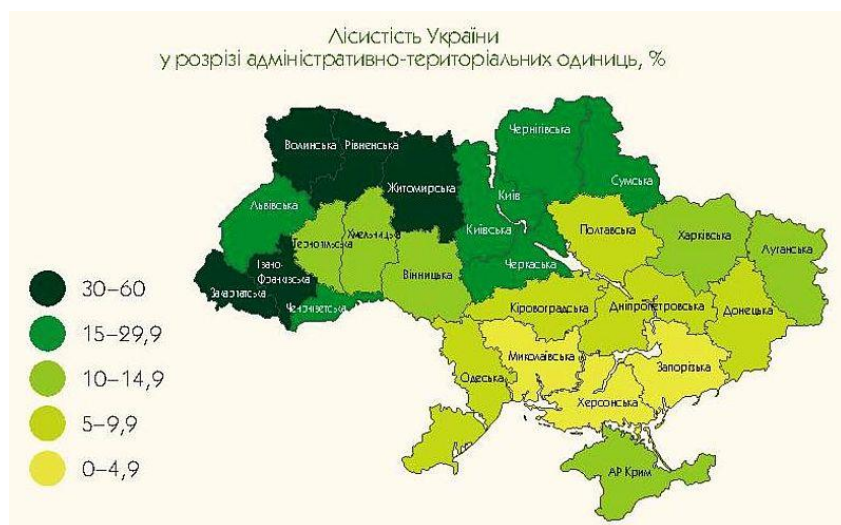 Лісистість України
у розрізі адміністративно-територіальних одиниць, %
Волинська
Рівненська
Житомирська
Чернігівська
Сумська
Київ
Київська
Львівська
Тернопільська
Хмельницька
Вінницька
Черкаська
Полтавська
Харківська
Луганська
Івано-
Франківська
Закарпатська
Чернівецька
Кіровоградська
Дніпропетровська
Донецька
Миколаївська
Запорізька
Одеська
Херсонська
АР Крим
30–60
15–29,9
10–14,9
5–9,9
0–4,9